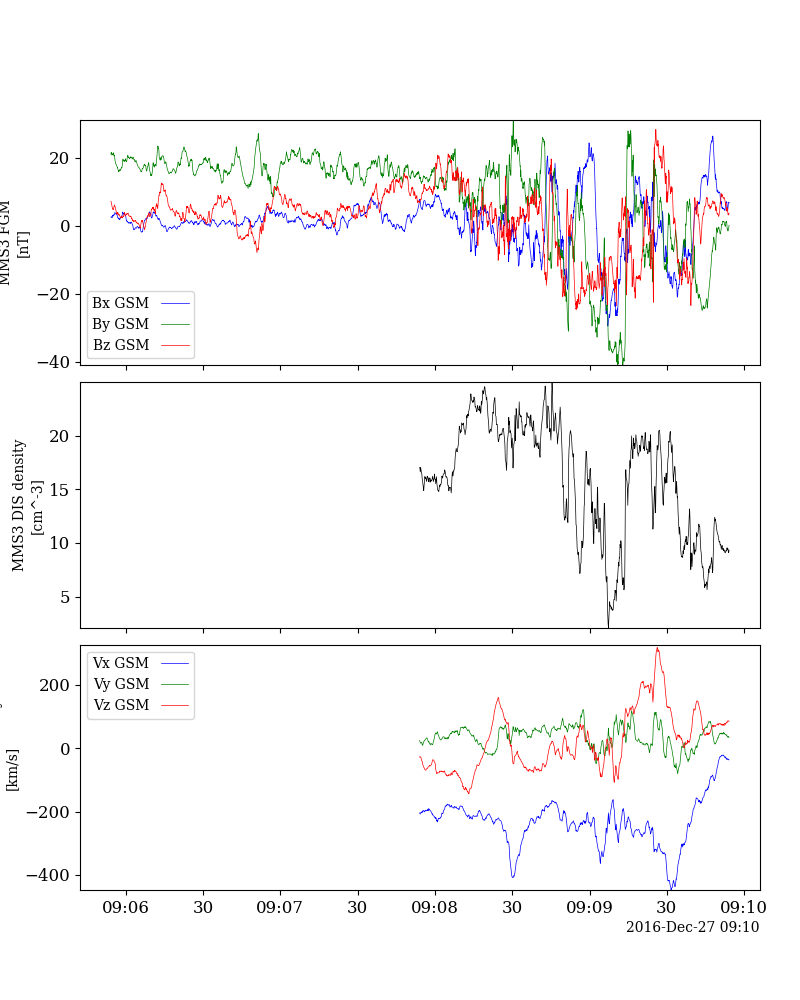 20
0
−20
−40
MMS3 FGM
[nT]
Bx GSM
By GSM
Bz GSM
20
15
10
5
MMS3 DIS density
[cm^-3]
200
0
−200
−400
[km/s]
Vx GSM
Vy GSM
Vz GSM
09:06 30 09:07 30 09:08 30 09:09 30 09:10
2016-Dec-27 09:10